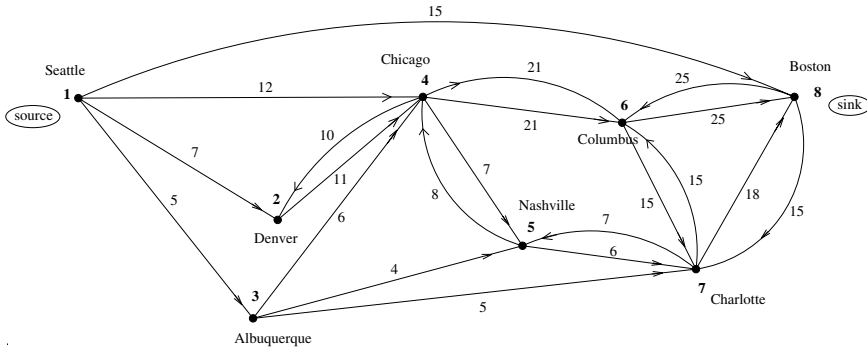 15
Seattle
Chicago
Boston
1
12
4
21
25
8
source
6
sink
10
21
Columbus
25
7
2
11
7
15
18
5
6
8
Nashville
15
15
Denver
5
7
4
6
3
5
7
Charlotte
Albuquerque